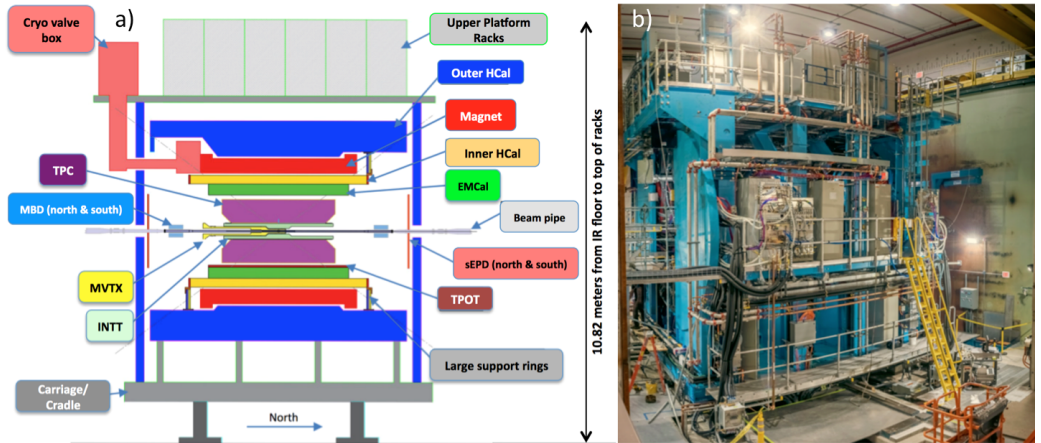 a)
b)
Cryo valve
box
Upper Platform
Racks
Outer HCal
Magnet
Inner HCal
TPC
EMCal
MBD (north & south)
Beam pipe
sEPD (north & south)
MVTX
TPOT
INTT
Large support rings
Carriage/
Cradle
North
10.82 meters from IR floor to top of racks